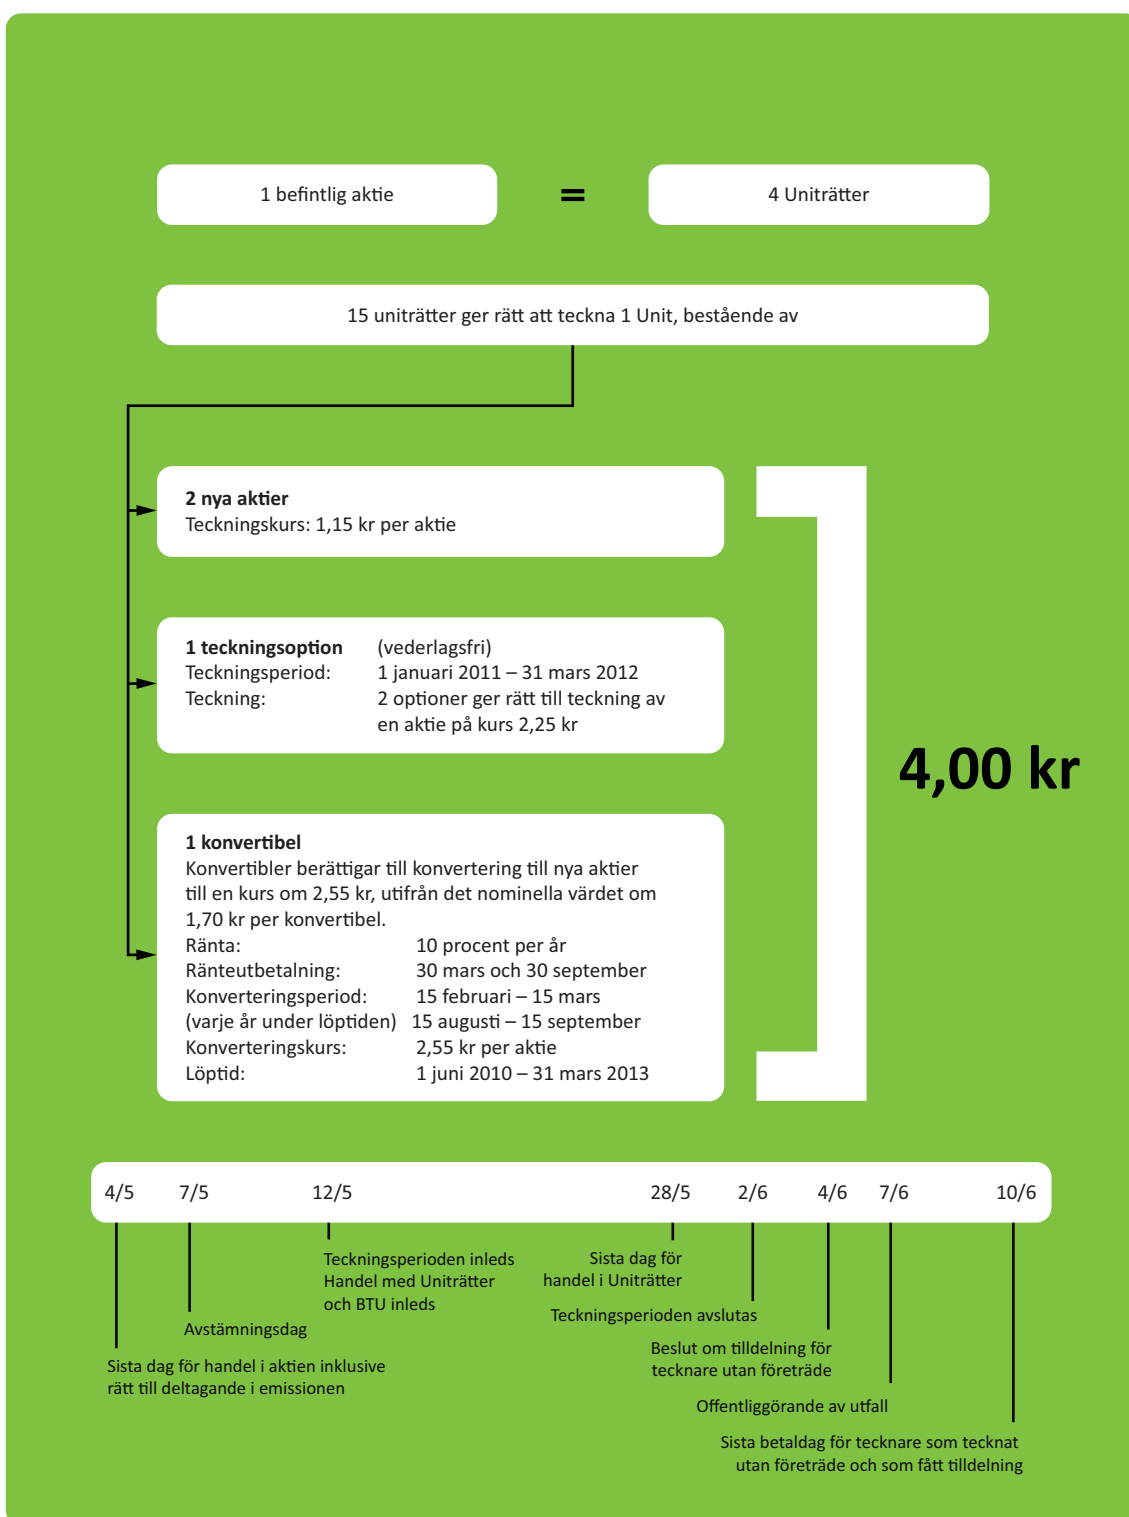 1 befintlig aktie
=
4 Uniträtter
15 uniträtter ger rätt att teckna 1 Unit, bestående av
2 nya aktier
Teckningskurs: 1,15 kr per aktie
1 teckningsoption (vederlagsfri)
Teckningsperiod: 1 januari 2011 – 31 mars 2012
Teckning: 2 optioner ger rätt till teckning av
en aktie på kurs 2,25 kr
4,00 kr
1 konvertibel
Konvertibler berättigar till konvertering till nya aktier
till en kurs om 2,55 kr, utifrån det nominella värdet om
1,70 kr per konvertibel.
Ränta: 10 procent per år
Ränteutbetalning: 30 mars och 30 september
Konverteringsperiod: 15 februari – 15 mars
(varje år under löptiden) 15 augusti – 15 september
Konverteringskurs: 2,55 kr per aktie
Löptid: 1 juni 2010 – 31 mars 2013
4/5 7/5 12/5 28/5 2/6 4/6 7/6 10/6
Teckningsperioden inleds
Handel med Uniträtter
och BTU inleds
Sista dag för
handel i Uniträtter
Teckningsperioden avslutas
Avstämningsdag
Beslut om tilldelning för
tecknare utan företräde
Sista dag för handel i aktien inklusive
rätt till deltagande i emissionen
Offentliggörande av utfall
Sista betaldag för tecknare som tecknat
utan företräde och som fått tilldelning